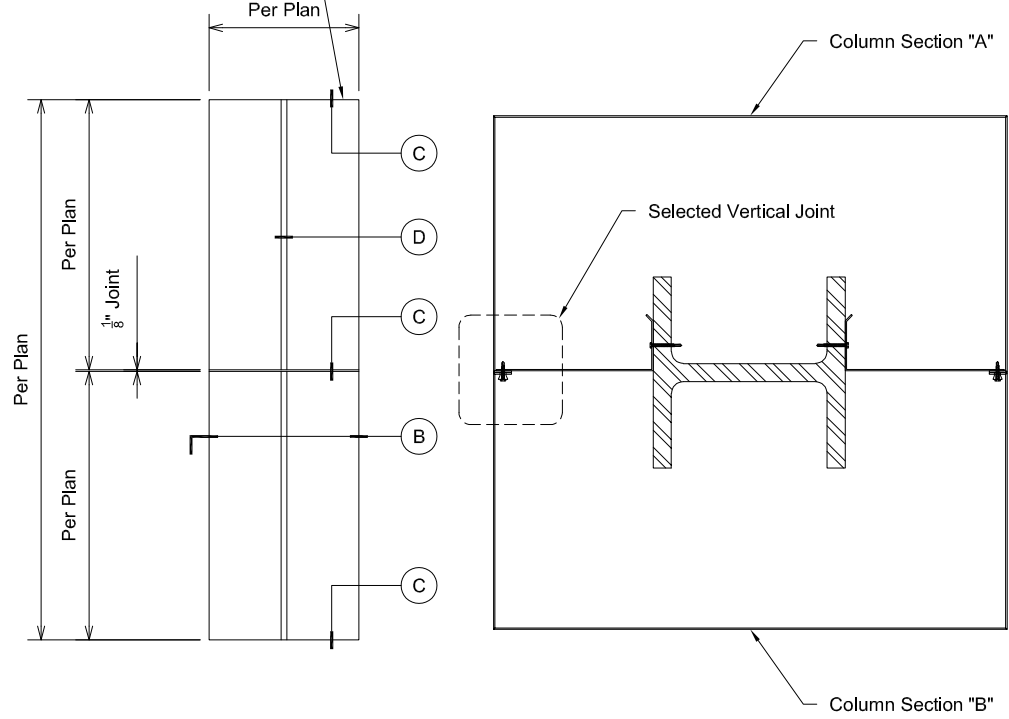 Per Plan
Column Section "A"
C
Per Plan
Selected Vertical Joint
D
1/8" Joint
C
Per Plan
B
Per Plan
C
Column Section "B"